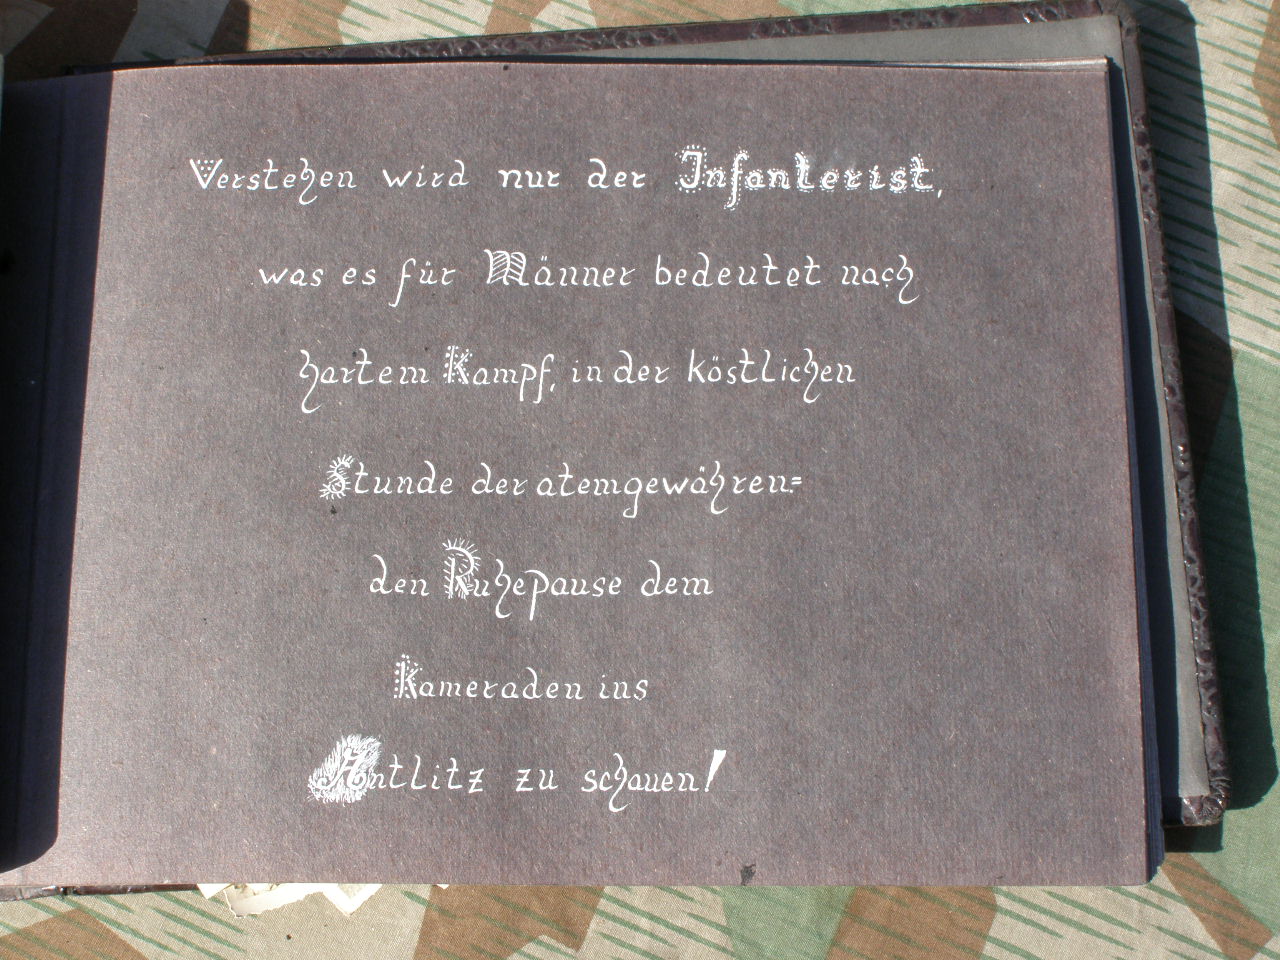 Verstehen wird nur der Infanterist,
was es für Männer bedeutet nach
hartem Kampf, in der köstlichen
Stunde der atemgewähren=
den Ruhepause dem
Kameraden ins
Antlitz zu schauen!